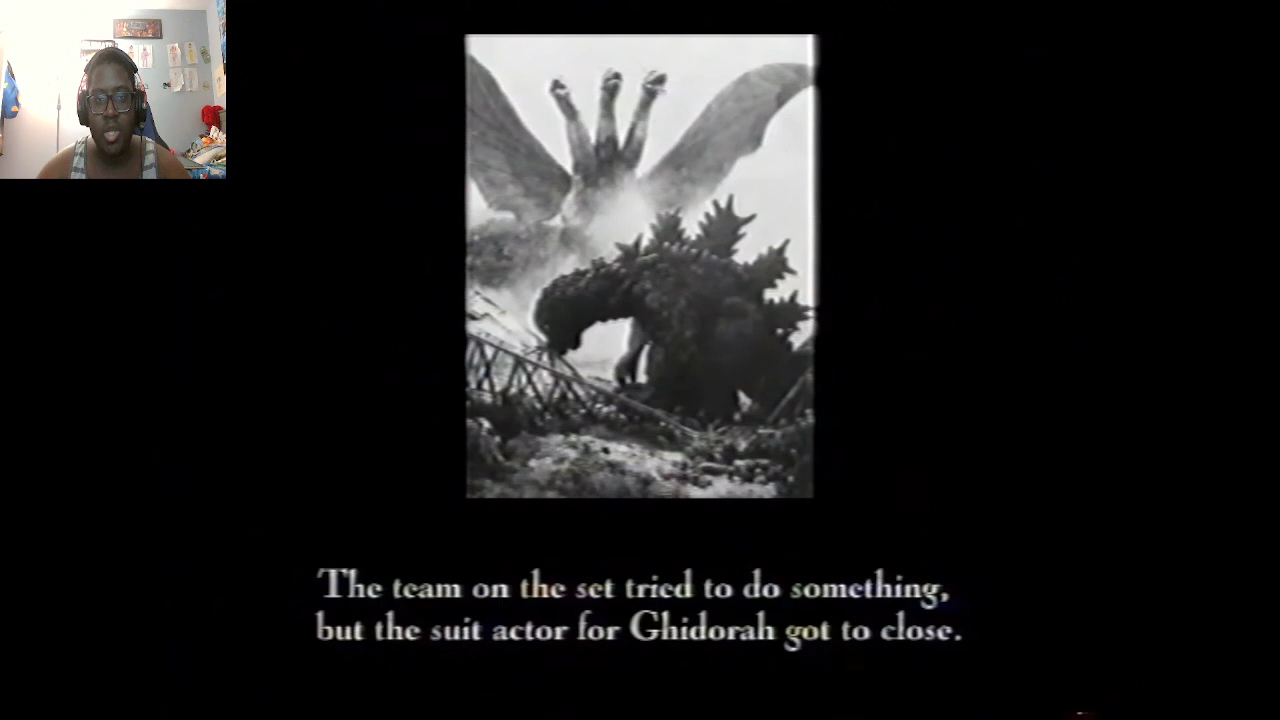 The team on the set tried to do something,
but the suit actor for Ghidorah got to close.